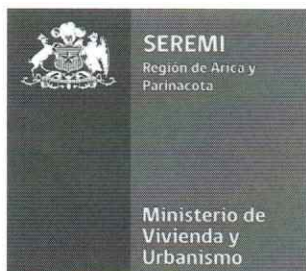 SEREMI
Región de Arica y
Parinacota
Ministerio de
Vivienda y
Urbanismo